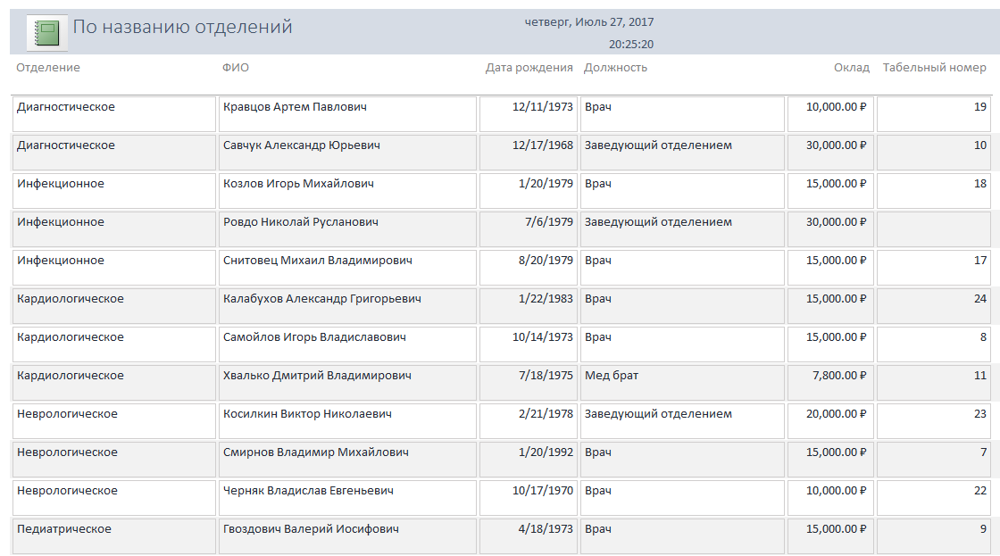 По названию отделений
четверг, Июль 27, 2017
20:25:20
Отделение ФИО Дата рождения Должность Оклад Табельный номер
Диагностическое Кравцов Артем Павлович 12/11/1973 Врач 10,000.00 ₽ 19
Диагностическое Савчук Александр Юрьевич 12/17/1968 Заведующий отделением 30,000.00 ₽ 10
Инфекционное Козлов Игорь Михайлович 1/20/1979 Врач 15,000.00 ₽ 18
Инфекционное Ровдо Николай Русланович 7/6/1979 Заведующий отделением 30,000.00 ₽
Инфекционное Снитовец Михаил Владимирович 8/20/1979 Врач 15,000.00 ₽ 17
Кардиологическое Калабухов Александр Григорьевич 1/22/1983 Врач 15,000.00 ₽ 24
Кардиологическое Самойлов Игорь Владиславович 10/14/1973 Врач 15,000.00 ₽ 8
Кардиологическое Хвалько Дмитрий Владимирович 7/18/1975 Мед брат 7,800.00 ₽ 11
Неврологическое Косилкин Виктор Николаевич 2/21/1978 Заведующий отделением 20,000.00 ₽ 23
Неврологическое Смирнов Владимир Михайлович 1/20/1992 Врач 15,000.00 ₽ 7
Неврологическое Черняк Владислав Евгеньевич 10/17/1970 Врач 10,000.00 ₽ 22
Педиатрическое Гвоздович Валерий Иосифович 4/18/1973 Врач 15,000.00 ₽ 9